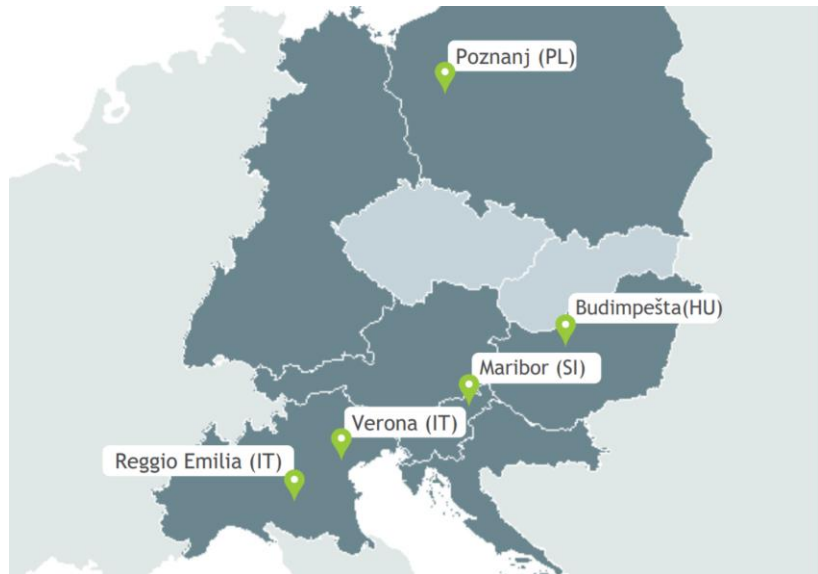 Poznanj (PL)
Budimpešta(HU)
Maribor (SI)
Verona (IT)
Reggio Emilia (IT)